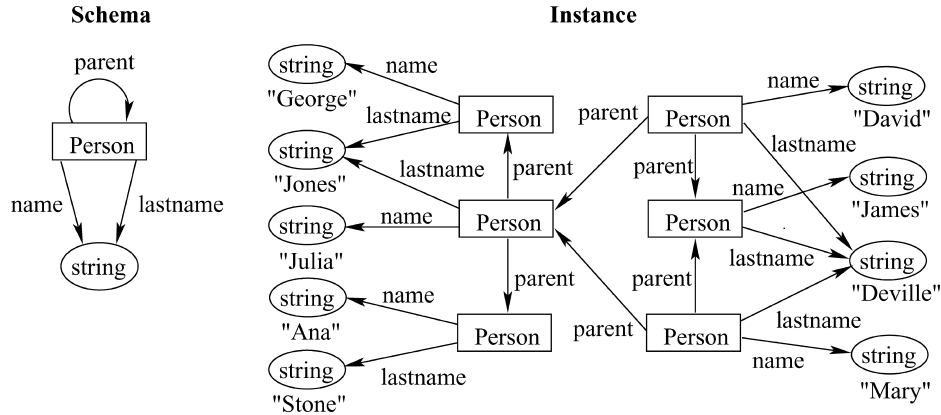 Schema
parent
Person
name
lastname
string
Instance
string
name
"George"
lastname
Person
string
"Jones"
lastname
parent
name
Person
string
"Julia"
parent
string
name
"Ana"
Person
string
lastname
"Stone"
parent
Person
name
string
"David"
lastname
parent
name
string
"James"
Person
lastname
string
"Deville"
parent
parent
Person
lastname
name
string
"Mary"